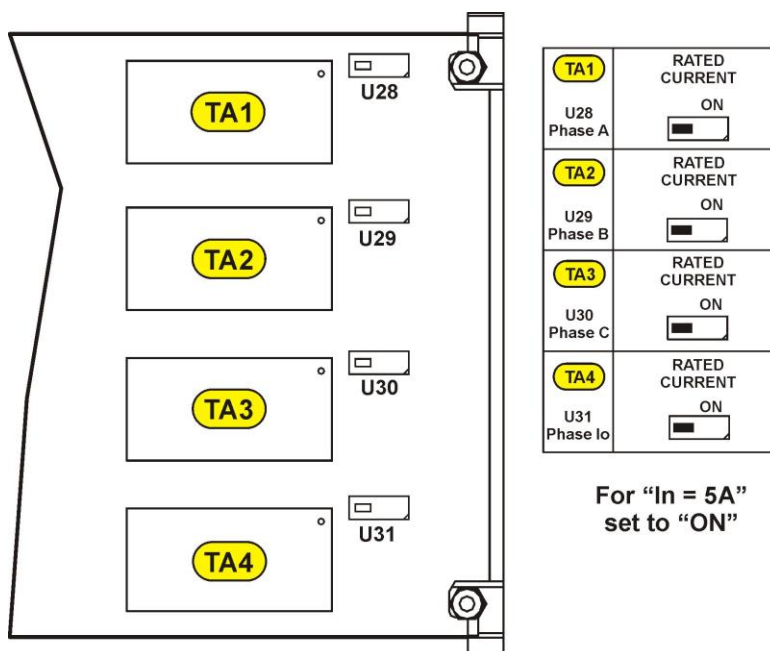 TA1
U28
TA2
U29
TA3
U30
TA4
U31
TA1
U28
Phase A
RATED
CURRENT
ON
TA2
U29
Phase B
RATED
CURRENT
ON
TA3
U30
Phase C
RATED
CURRENT
ON
TA4
U31
Phase Io
RATED
CURRENT
ON
For “In = 5A”
set to “ON”